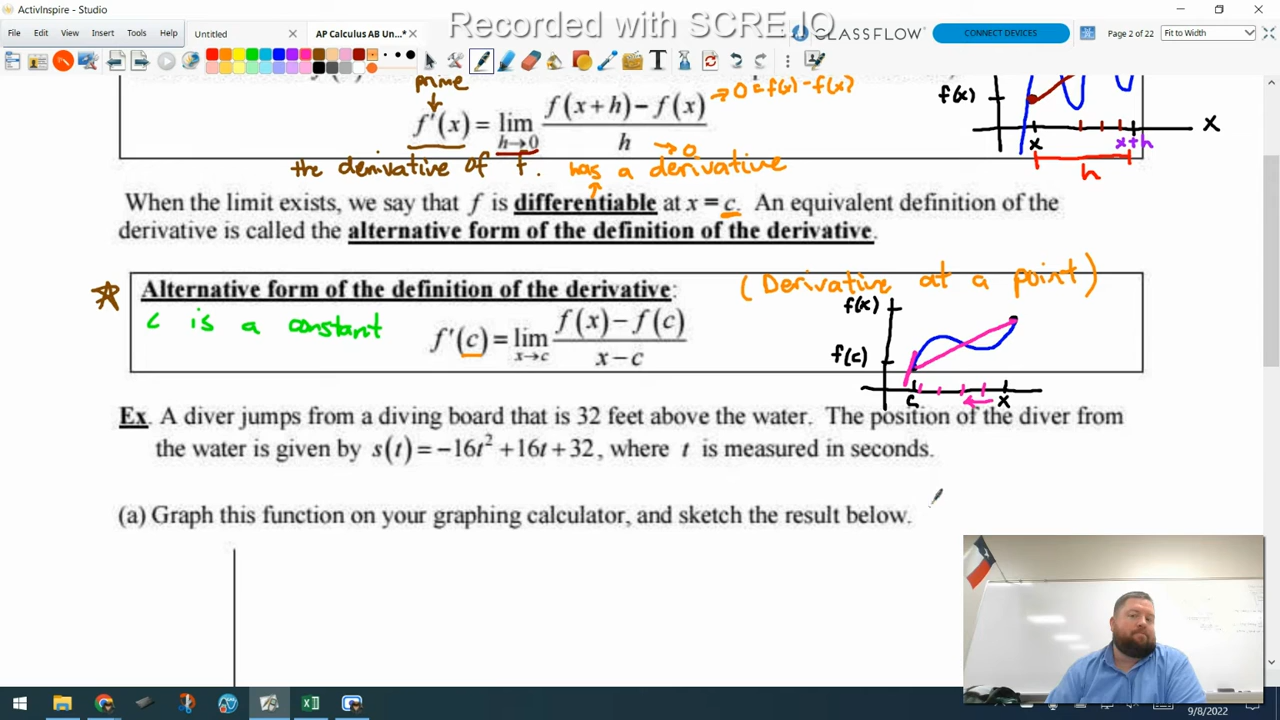 ActivInspire - Studio
Recorded with SCRE.IO
File Edit View Insert Tools Help
Untitled × AP Calculus AB Un...* ×
CLASSFLOW
CONNECT DEVICES
Page 2 of 22 Fit to Width
prime
f'(x) = lim h→0 f(x+h) – f(x) / h
→ 0 = f(x) - f(x)
→ 0
f(x)
x x+h x
h
the derivative of f. has a derivative
When the limit exists, we say that f is differentiable at x = c. An equivalent definition of the
derivative is called the alternative form of the definition of the derivative.
(Derivative at a point)
Alternative form of the definition of the derivative:
c is a constant
f'(c) = lim x→c f(x) – f(c) / x – c
f(x)
f(c)
c x
Ex. A diver jumps from a diving board that is 32 feet above the water. The position of the diver from
the water is given by s(t) = –16t² +16t + 32, where t is measured in seconds.
(a) Graph this function on your graphing calculator, and sketch the result below.
9/8/2022